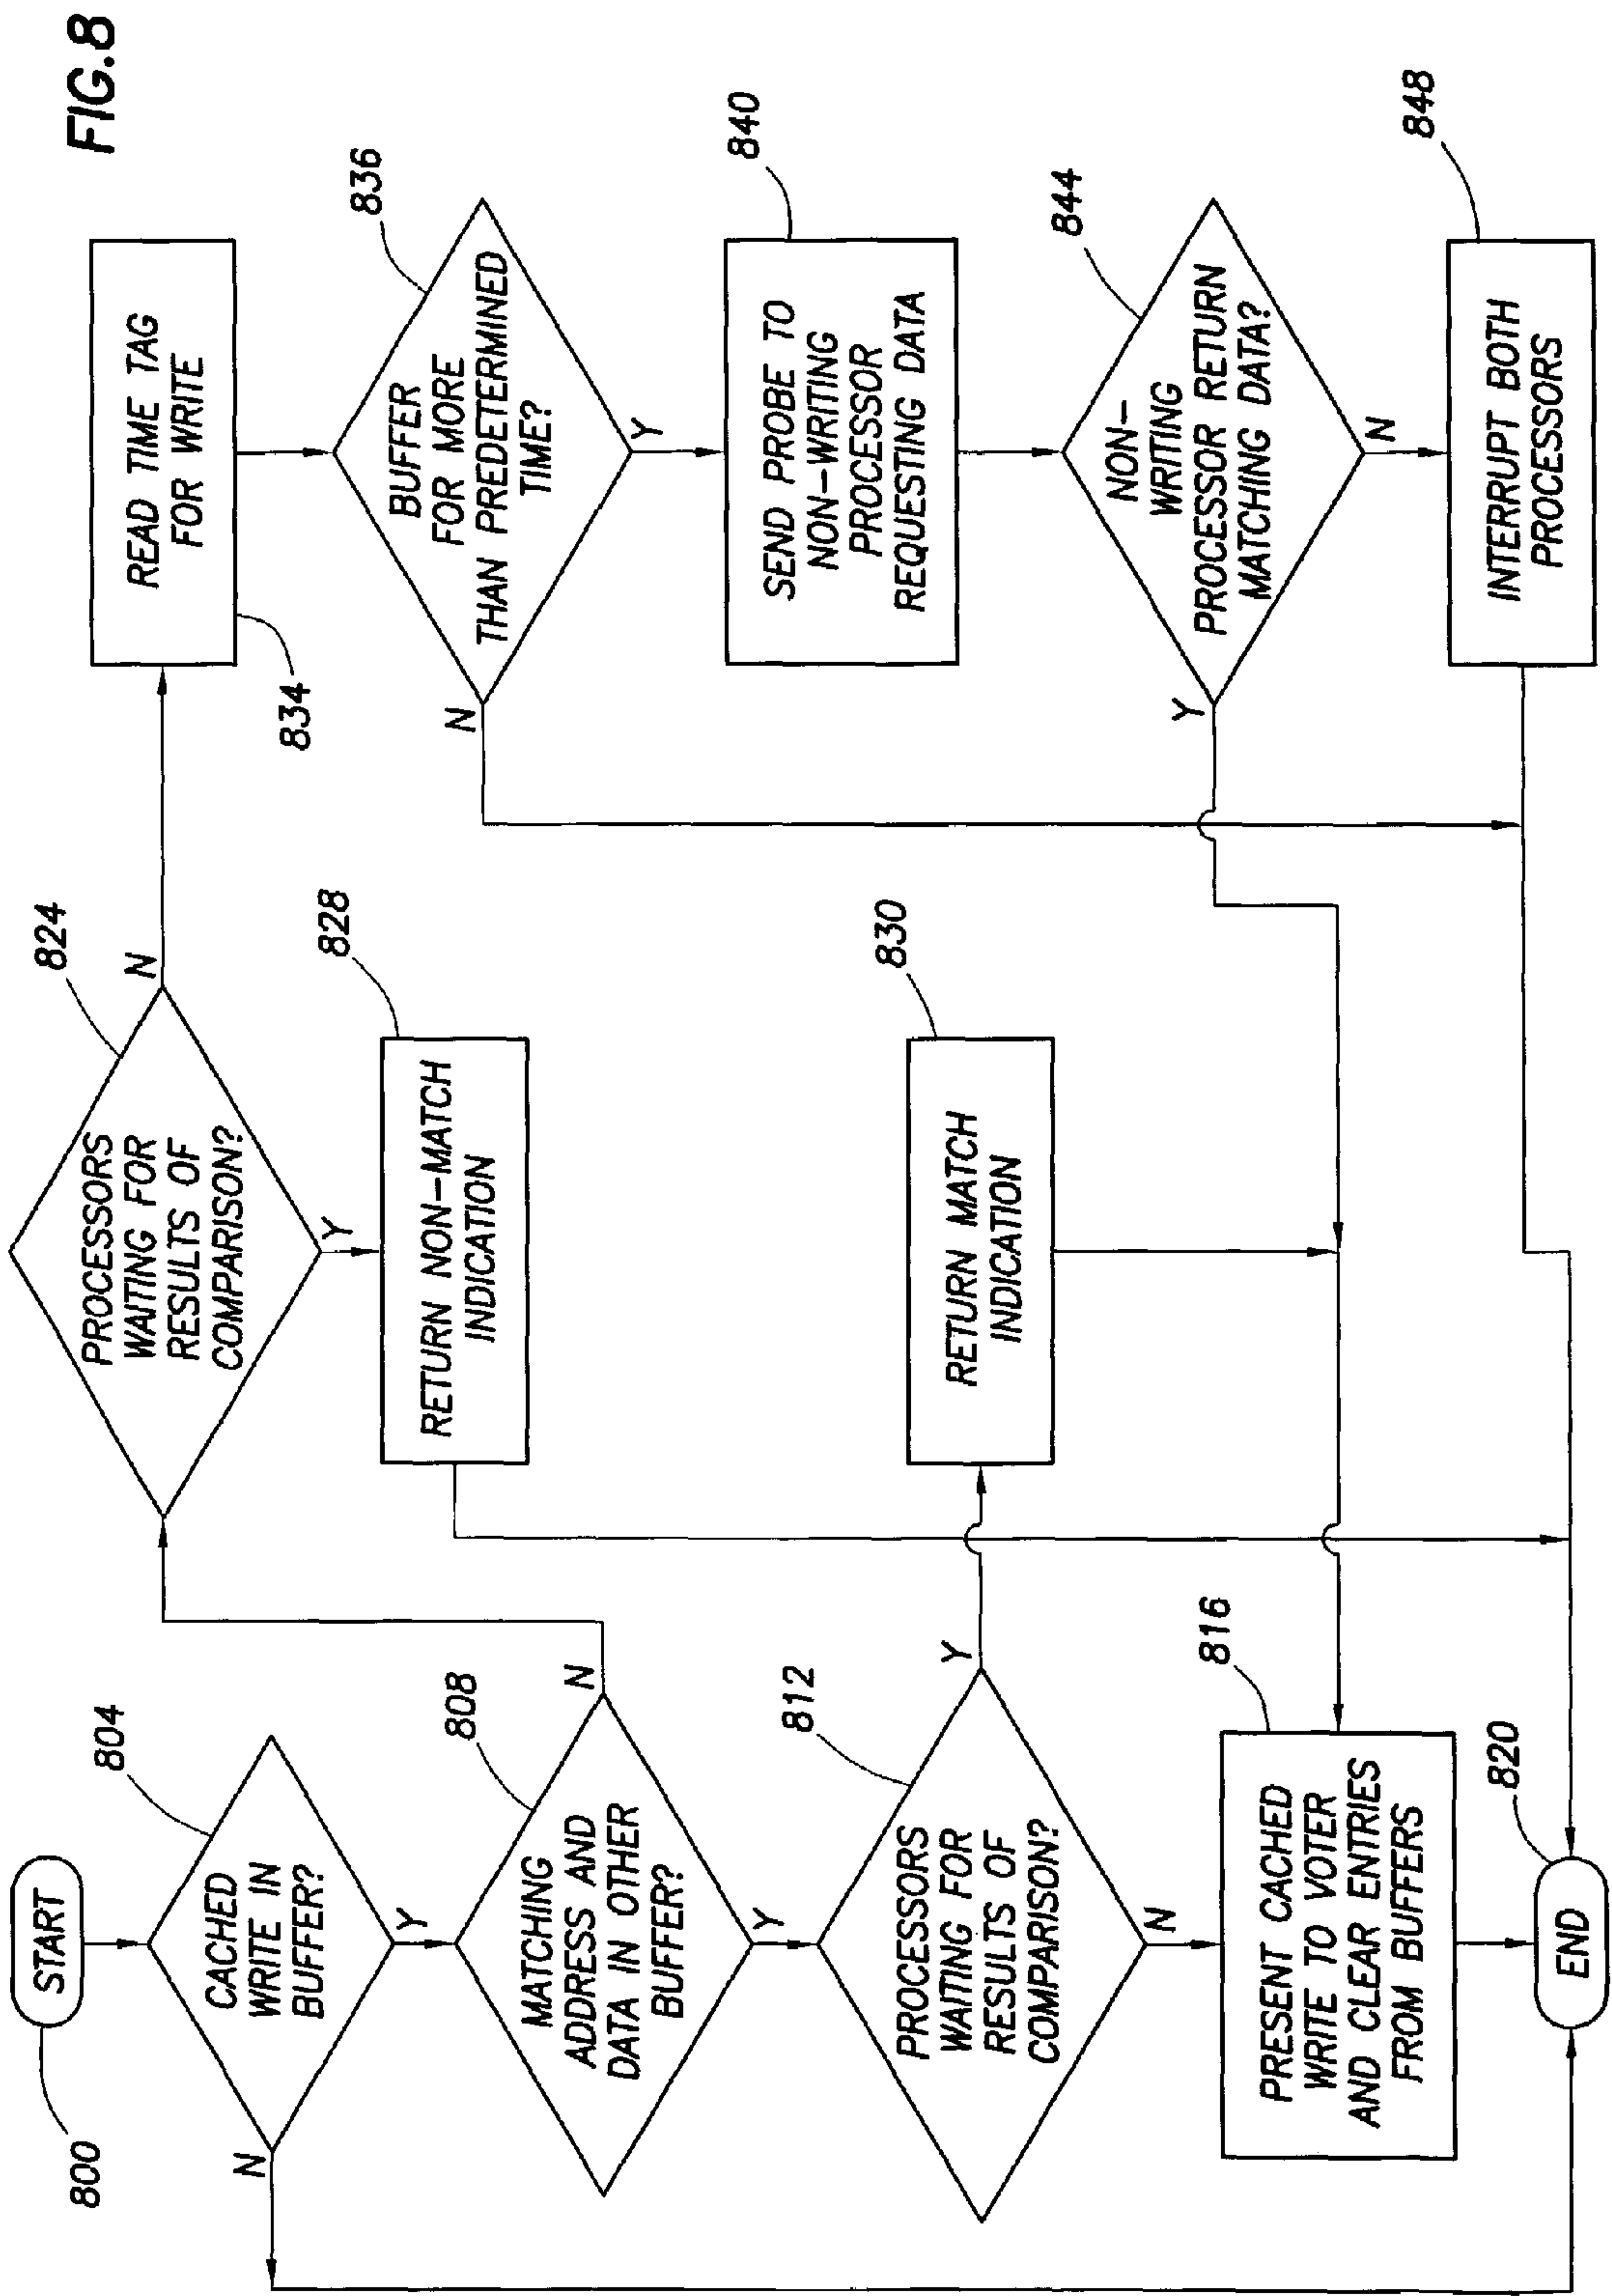 FIG.8
START
800
CACHED
WRITE IN
BUFFER?
804
N
Y
MATCHING
ADDRESS AND
DATA IN OTHER
BUFFER?
808
N
Y
PROCESSORS
WAITING FOR
RESULTS OF
COMPARISON?
812
Y
N
PRESENT CACHED
WRITE TO VOTER
AND CLEAR ENTRIES
FROM BUFFERS
816
END
820
PROCESSORS
WAITING FOR
RESULTS OF
COMPARISON?
824
N
Y
RETURN NON-MATCH
INDICATION
828
RETURN MATCH
INDICATION
830
READ TIME TAG
FOR WRITE
834
BUFFER
FOR MORE
THAN PREDETERMINED
TIME?
836
N
Y
SEND PROBE TO
NON-WRITING
PROCESSOR
REQUESTING DATA
840
NON-
WRITING
PROCESSOR RETURN
MATCHING DATA?
844
Y
N
INTERRUPT BOTH
PROCESSORS
848